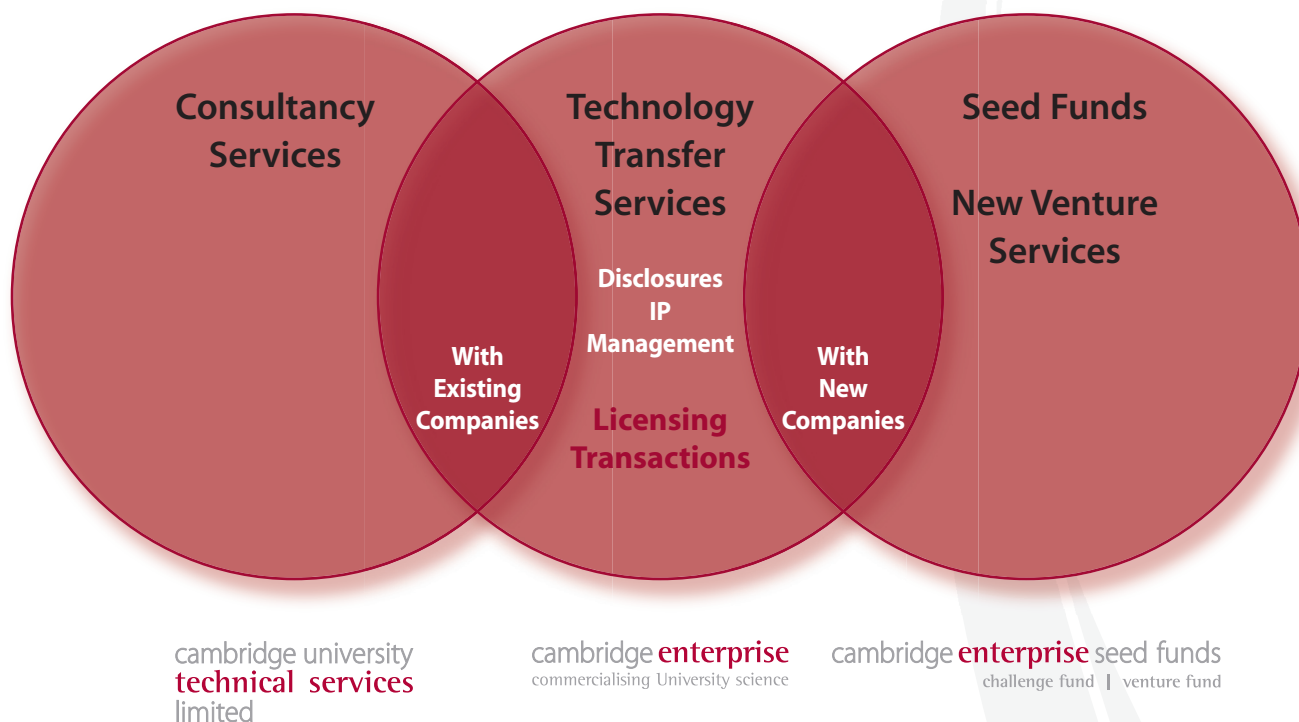 Consultancy
Services
Technology
Transfer
Services
Seed Funds
New Venture
Services
Disclosures
IP
Management
With
Existing
Companies
Licensing
Transactions
With
New
Companies
cambridge university
technical services
limited
cambridge enterprise
commercialising University science
cambridge enterprise seed funds
challenge fund | venture fund